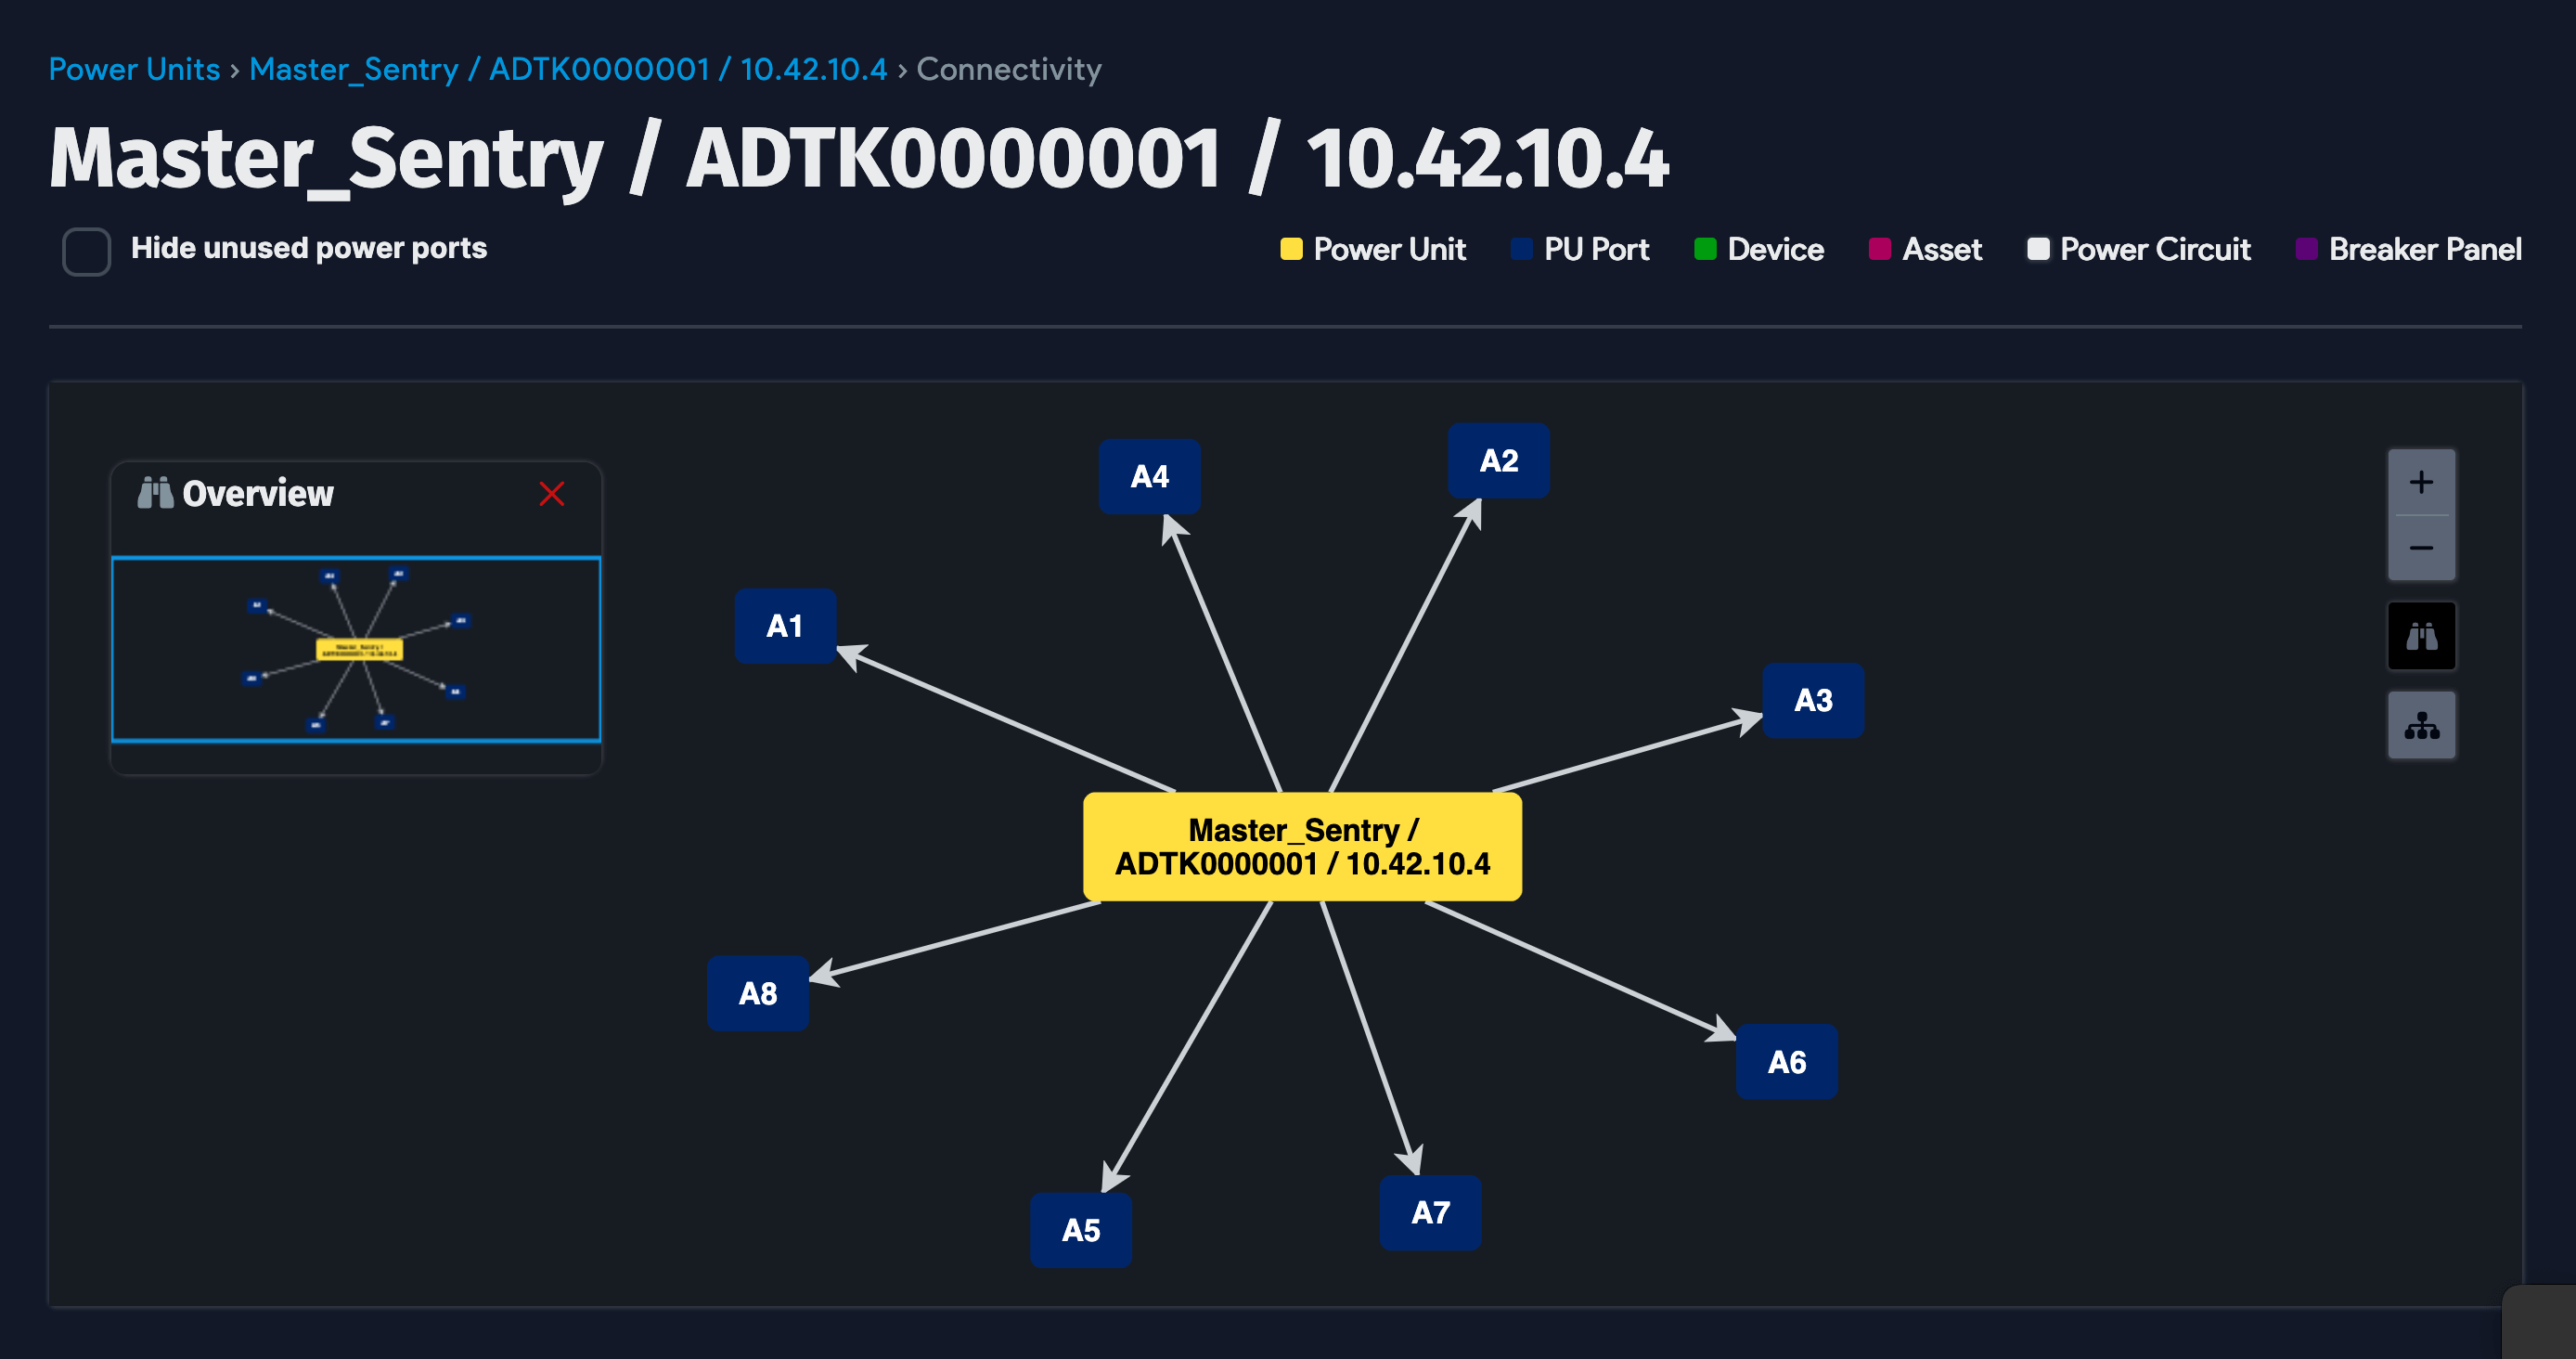 Power Units › Master_Sentry / ADTK0000001 / 10.42.10.4 › Connectivity
Master_Sentry / ADTK0000001 / 10.42.10.4
Hide unused power ports
Power Unit
PU Port
Device
Asset
Power Circuit
Breaker Panel
Overview
A4
A2
A1
A3
Master_Sentry /
ADTK0000001 / 10.42.10.4
A8
A6
A5
A7